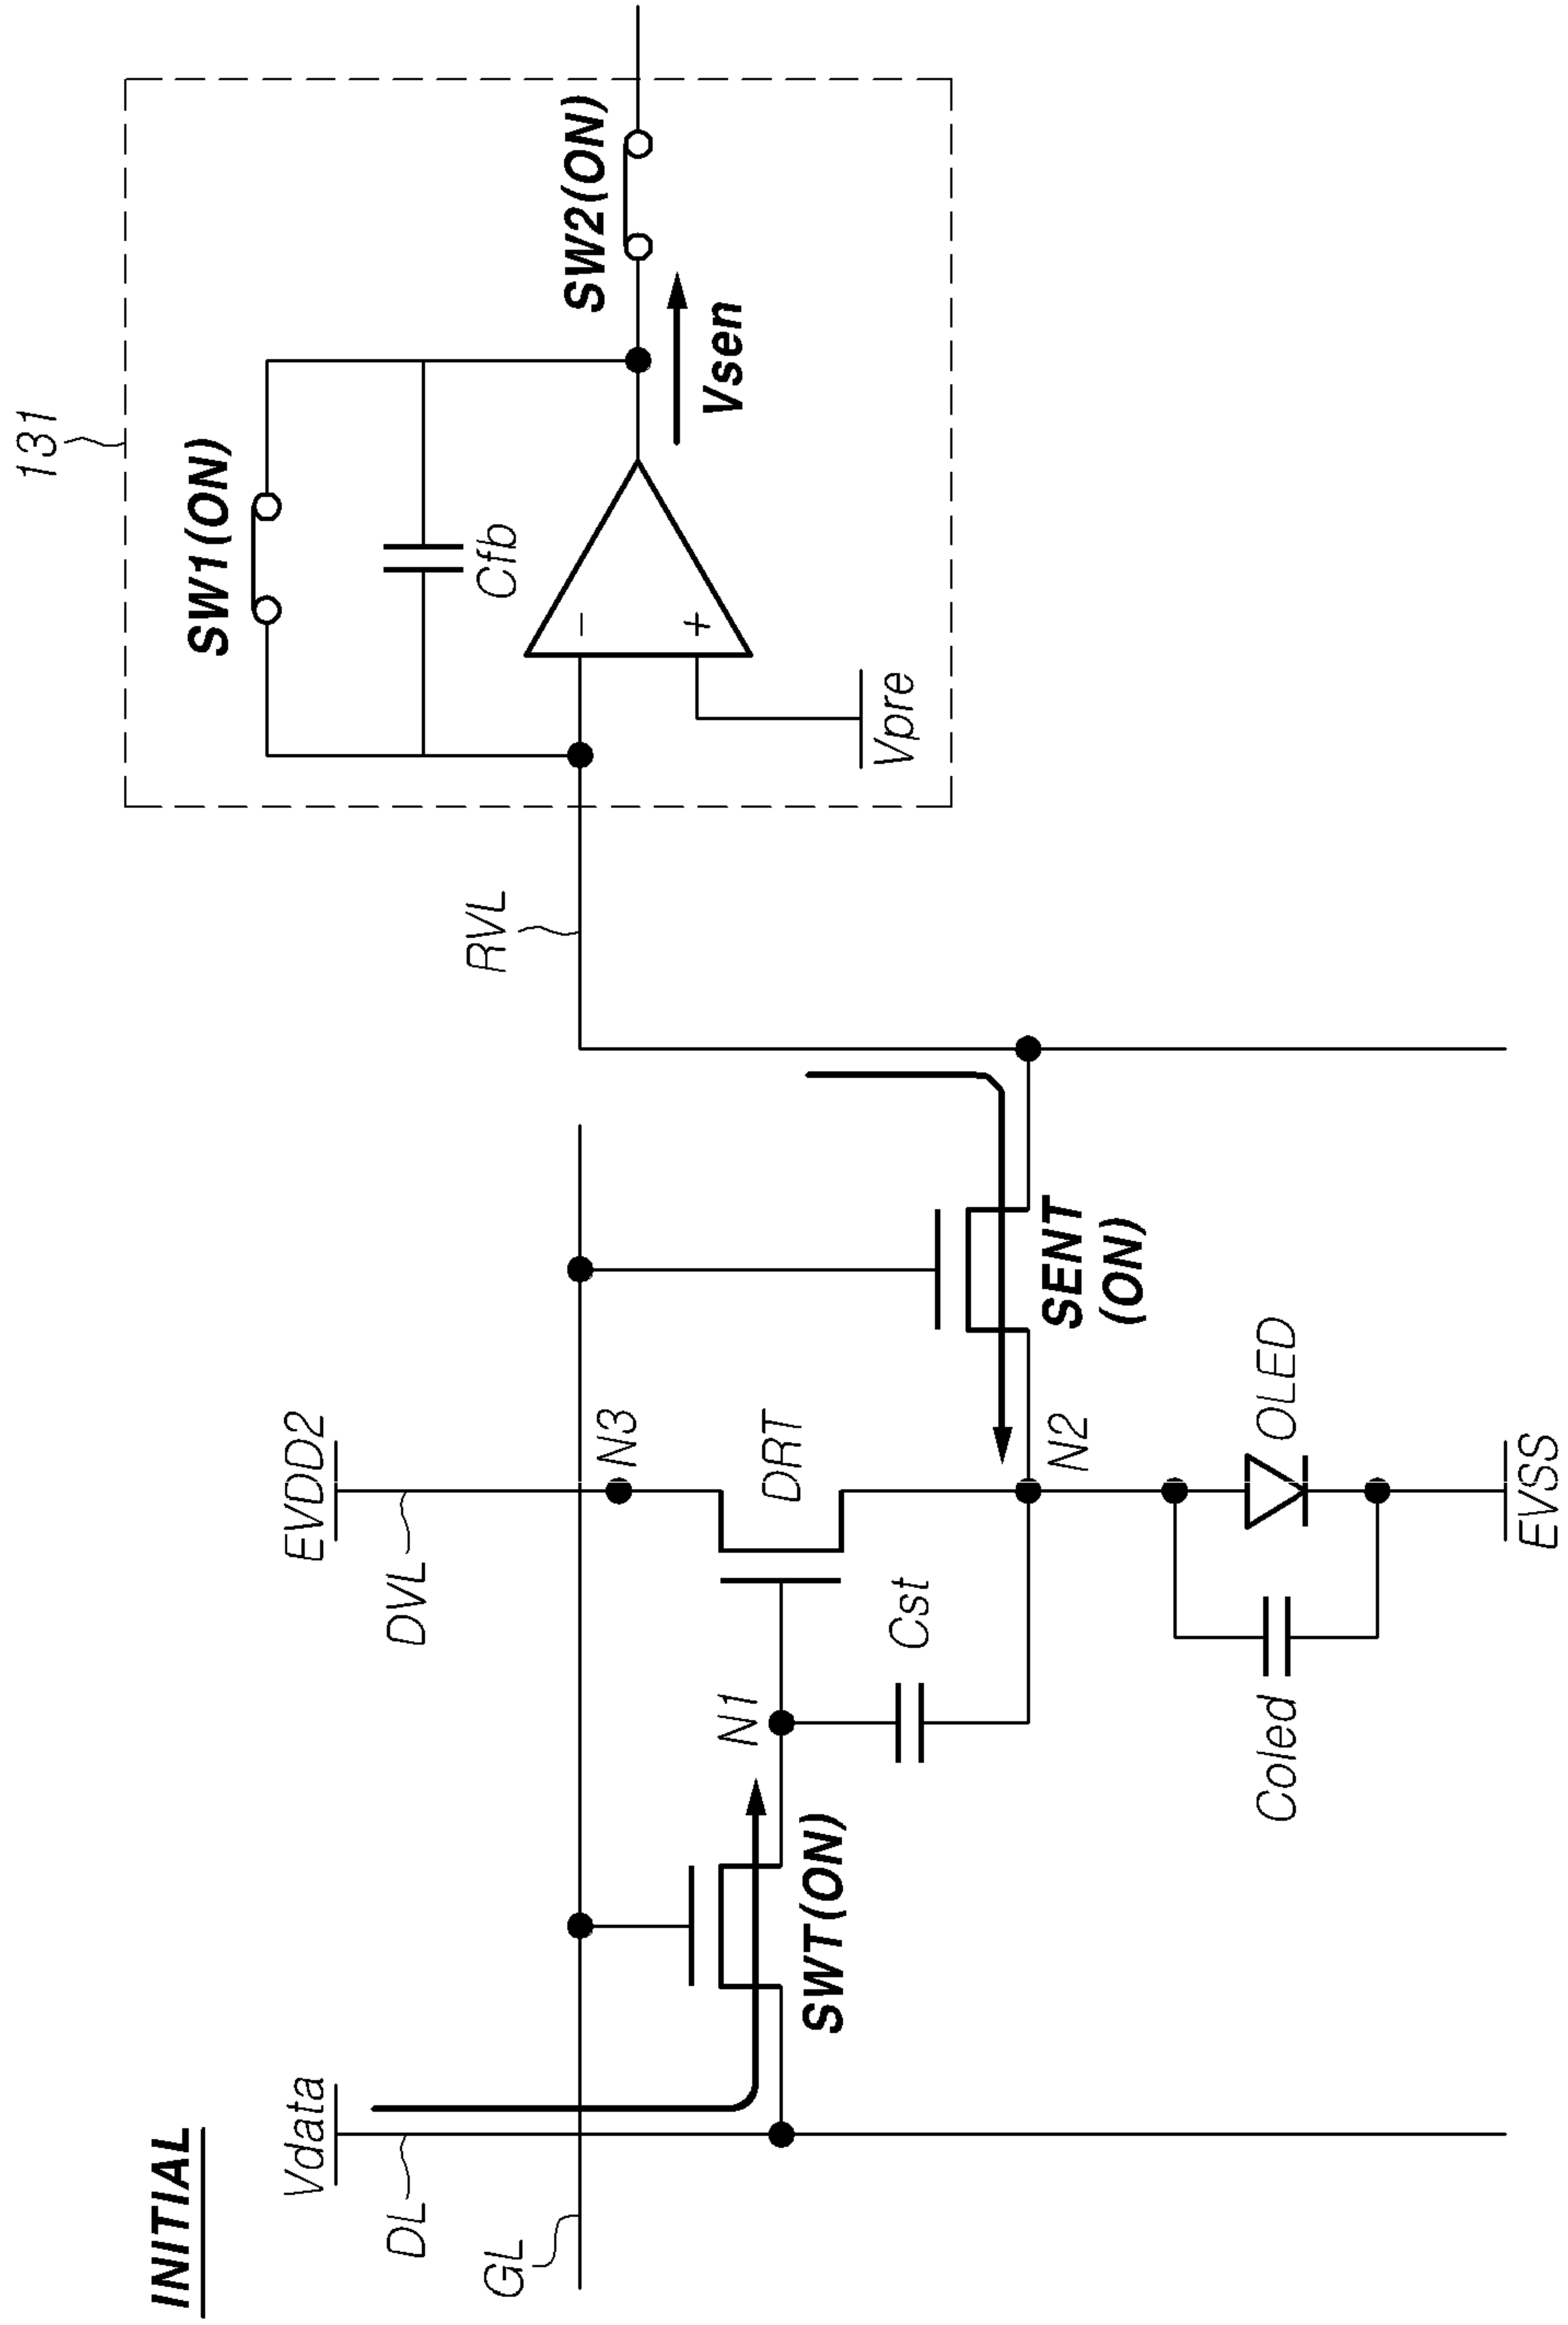 INITIAL
Vdata
DL
GL
SWT(ON)
N1
Cst
EVDD2
DVL
N3
DRT
N2
Coled
OLED
EVSS
SENT
(ON)
RVL
131
SW1(ON)
Cfb
−
+
Vpre
Vsen
SW2(ON)